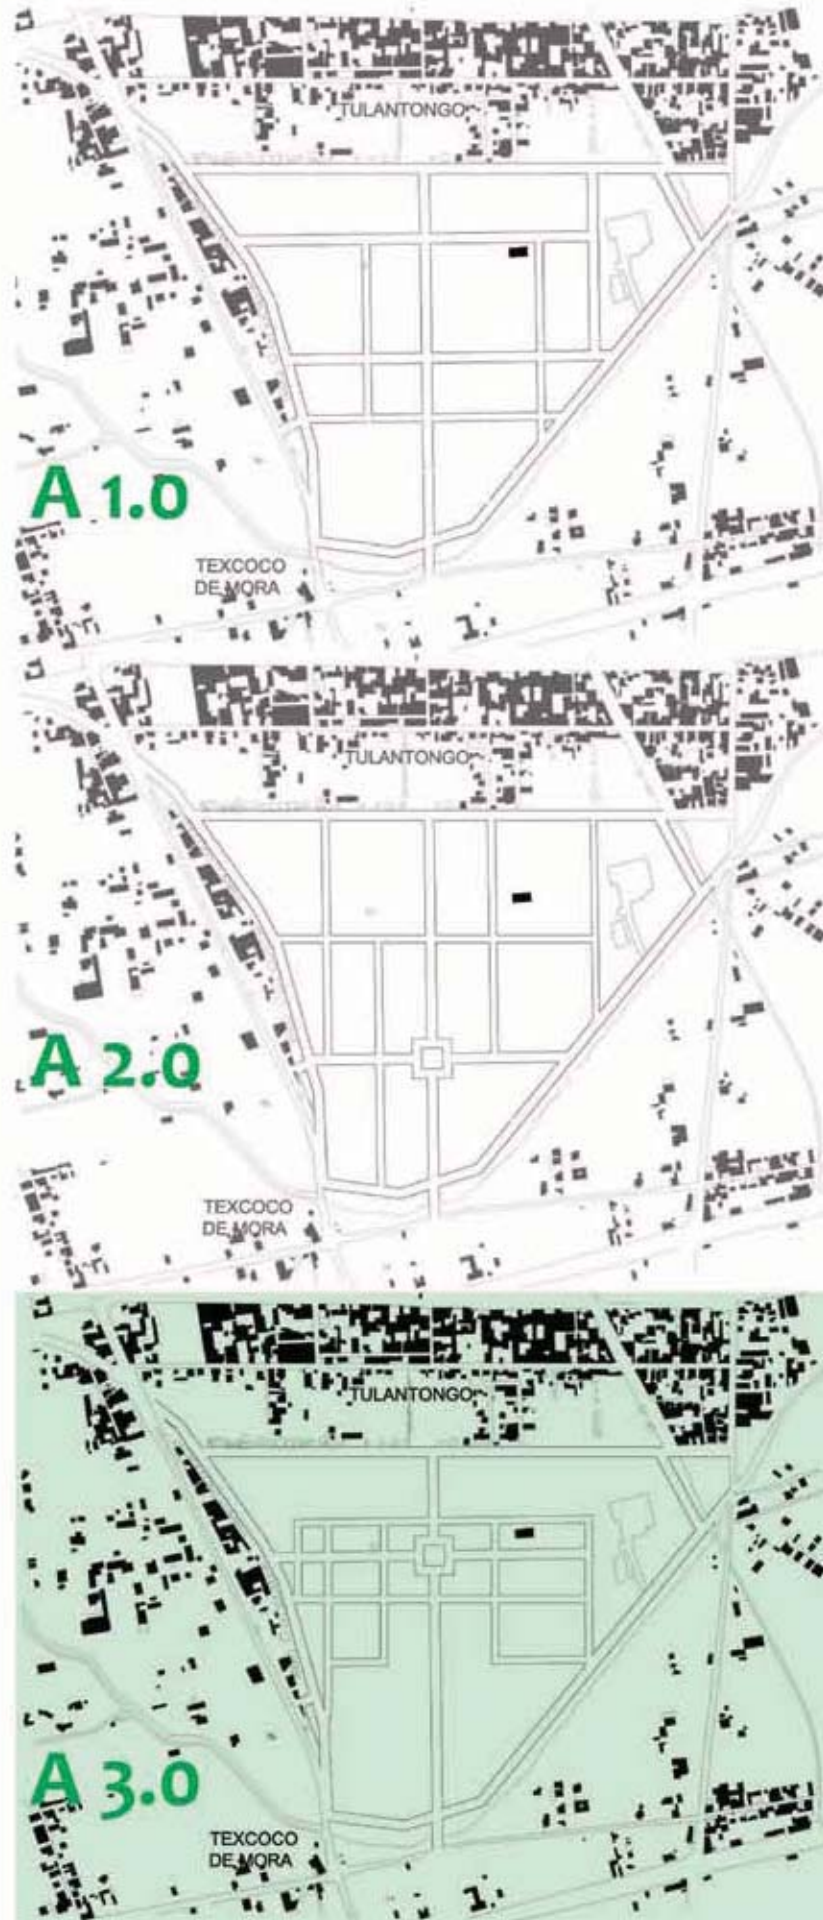 TULANTONGO
A 1.0
TEXCOCO
DE MORA
TULANTONGO
A 2.0
TEXCOCO
DE MORA
TULANTONGO
A 3.0
TEXCOCO
DE MORA